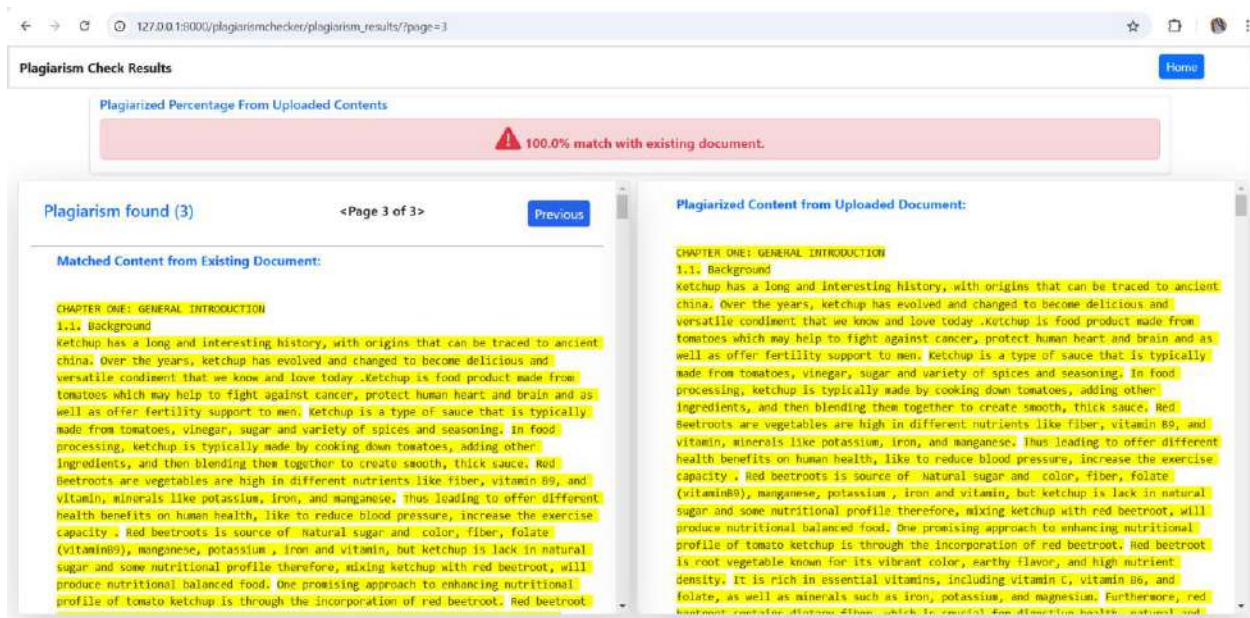 127.0.0.1:8000/plagiarismchecker/plagiarism_results/?page=3
Plagiarism Check Results
Home
Plagiarized Percentage From Uploaded Contents
100.0% match with existing document.
Plagiarism found (3)
<Page 3 of 3>
Previous
Matched Content from Existing Document:
CHAPTER ONE: GENERAL INTRODUCTION
1.1. Background
Ketchup has a long and interesting history, with origins that can be traced to ancient
china. Over the years, ketchup has evolved and changed to become delicious and
versatile condiment that we know and love today .Ketchup is food product made from
tomatoes which may help to fight against cancer, protect human heart and brain and as
well as offer fertility support to men. Ketchup is a type of sauce that is typically
made from tomatoes, vinegar, sugar and variety of spices and seasoning. In food
processing, ketchup is typically made by cooking down tomatoes, adding other
ingredients, and then blending them together to create smooth, thick sauce. Red
Beetroots are vegetables are high in different nutrients like fiber, vitamin B9, and
vitamin, minerals like potassium, iron, and manganese. Thus leading to offer different
health benefits on human health, like to reduce blood pressure, increase the exercise
capacity . Red beetroots is source of  Natural sugar and  color, fiber, folate
(vitaminB9), manganese, potassium , iron and vitamin, but ketchup is lack in natural
sugar and some nutritional profile therefore, mixing ketchup with red beetroot, will
produce nutritional balanced food. One promising approach to enhancing nutritional
profile of tomato ketchup is through the incorporation of red beetroot. Red beetroot
Plagiarized Content from Uploaded Document:
CHAPTER ONE: GENERAL INTRODUCTION
1.1. Background
Ketchup has a long and interesting history, with origins that can be traced to ancient
china. Over the years, ketchup has evolved and changed to become delicious and
versatile condiment that we know and love today .Ketchup is food product made from
tomatoes which may help to fight against cancer, protect human heart and brain and as
well as offer fertility support to men. Ketchup is a type of sauce that is typically
made from tomatoes, vinegar, sugar and variety of spices and seasoning. In food
processing, ketchup is typically made by cooking down tomatoes, adding other
ingredients, and then blending them together to create smooth, thick sauce. Red
Beetroots are vegetables are high in different nutrients like fiber, vitamin B9, and
vitamin, minerals like potassium, iron, and manganese. Thus leading to offer different
health benefits on human health, like to reduce blood pressure, increase the exercise
capacity . Red beetroots is source of  Natural sugar and  color, fiber, folate
(vitaminB9), manganese, potassium , iron and vitamin, but ketchup is lack in natural
sugar and some nutritional profile therefore, mixing ketchup with red beetroot, will
produce nutritional balanced food. One promising approach to enhancing nutritional
profile of tomato ketchup is through the incorporation of red beetroot. Red beetroot
is root vegetable known for its vibrant color, earthy flavor, and high nutrient
density. It is rich in essential vitamins, including vitamin C, vitamin B6, and
folate, as well as minerals such as iron, potassium, and magnesium. Furthermore, red
beetroot contains dietary fiber, which is crucial for digestive health, natural and